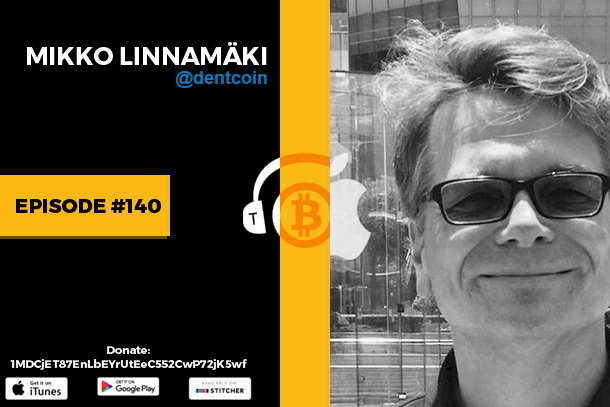 MIKKO LINNAMÄKI
@dentcoin
EPISODE #140
T
Donate:
1MDCjET87EnLbEYrUtEeC552CwP72jK5wf
Get it on
iTunes
GET IT ON
Google Play
AVAILABLE ON
STITCHER